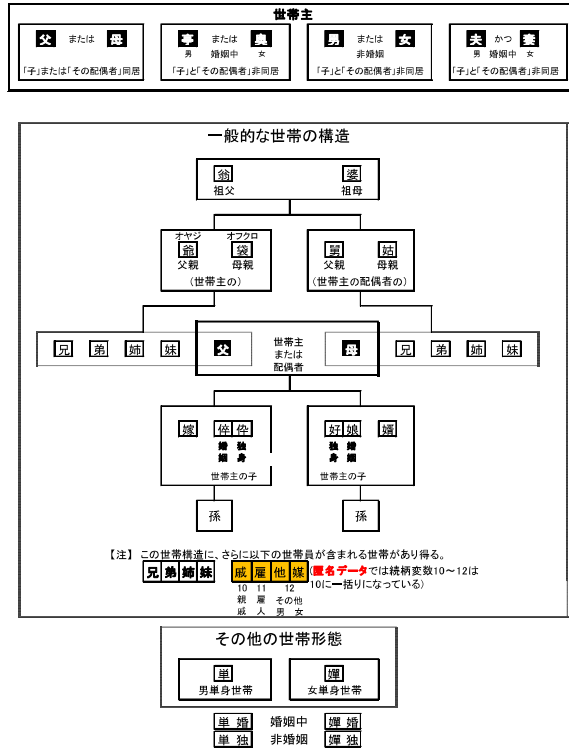 世帯主
父 または 母
「子」または「その配偶者」同居
亭 または 奥
男 婚姻中 女
「子」と「その配偶者」非同居
男 または 女
非婚姻
「子」と「その配偶者」非同居
夫 かつ 妻
男 婚姻中 女
「子」と「その配偶者」非同居
一般的な世帯の構造
翁 婆
祖父 祖母
オヤジ オフクロ
爺 袋
父親 母親
(世帯主の)
舅 姑
父親 母親
(世帯主の配偶者の)
兄 弟 姉 妹 父
世帯主
または
配偶者
母 兄 弟 姉 妹
嫁 倅 伜
婚姻 独身
世帯主の子
好 娘 婿
独身 婚姻
世帯主の子
孫 孫
【注】 この世帯構造に、さらに以下の世帯員が含まれる世帯があり得る。
兄 弟 姉 妹 戚 雇 他 媒
(匿名データでは続柄変数10～12は
10に一括りになっている)
10 11 12
親戚 雇人 その他
男 女
その他の世帯形態
単 嬋
男単身世帯 女単身世帯
単 婚 婚姻中 嬋 婚
単 独 非婚姻 嬋 独